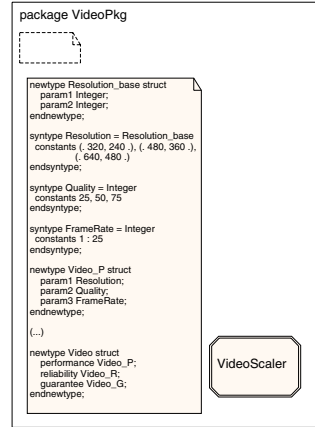 package VideoPkg
newtype Resolution_base struct
param1 Integer;
param2 Integer;
endnewtype;
syntype Resolution = Resolution_base
constants (. 320, 240 .), (. 480, 360 .),
(. 640, 480 .)
endsyntype;
syntype Quality = Integer
constants 25, 50, 75
endsyntype;
syntype FrameRate = Integer
constants 1 : 25
endsyntype;
newtype Video_P struct
param1 Resolution;
param2 Quality;
param3 FrameRate;
endnewtype;
(...)
newtype Video struct
performance Video_P;
reliability Video_R;
guarantee Video_G;
endnewtype;
VideoScaler